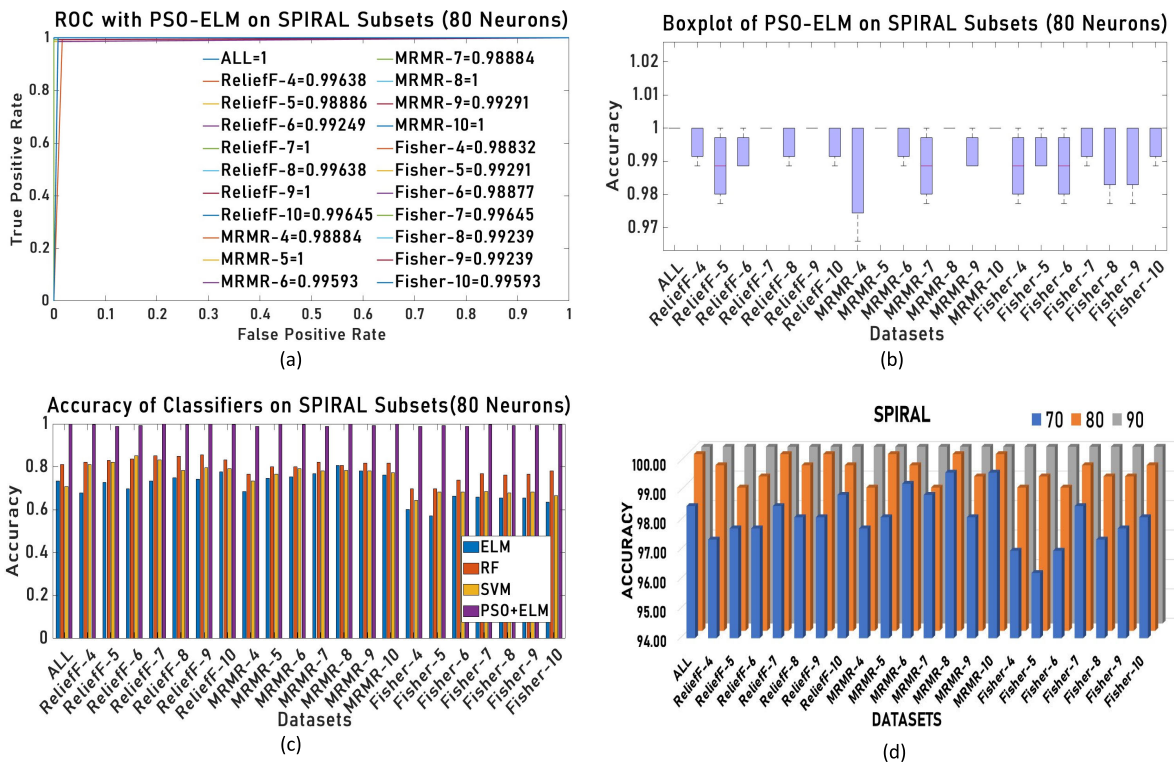 ROC with PSO-ELM on SPIRAL Subsets (80 Neurons)
True Positive Rate
1
0.8
0.6
0.4
0.2
0
0 0.1 0.2 0.3 0.4 0.5 0.6 0.7 0.8 0.9 1
False Positive Rate
ALL=1
ReliefF-4=0.99638
ReliefF-5=0.98886
ReliefF-6=0.99249
ReliefF-7=1
ReliefF-8=0.99638
ReliefF-9=1
ReliefF-10=0.99645
MRMR-4=0.98884
MRMR-5=1
MRMR-6=0.99593
MRMR-7=0.98884
MRMR-8=1
MRMR-9=0.99291
MRMR-10=1
Fisher-4=0.98832
Fisher-5=0.99291
Fisher-6=0.98877
Fisher-7=0.99645
Fisher-8=0.99239
Fisher-9=0.99239
Fisher-10=0.99593
(a)
Boxplot of PSO-ELM on SPIRAL Subsets (80 Neurons)
Accuracy
1.02
1.01
1
0.99
0.98
0.97
ALL ReliefF-4 ReliefF-5 ReliefF-6 ReliefF-7 ReliefF-8 ReliefF-9 ReliefF-10 MRMR-4 MRMR-5 MRMR-6 MRMR-7 MRMR-8 MRMR-9 MRMR-10 Fisher-4 Fisher-5 Fisher-6 Fisher-7 Fisher-8 Fisher-9 Fisher-10
Datasets
(b)
Accuracy of Classifiers on SPIRAL Subsets(80 Neurons)
Accuracy
1
0.8
0.6
0.4
0.2
0
ELM
RF
SVM
PSO+ELM
ALL ReliefF-4 ReliefF-5 ReliefF-6 ReliefF-7 ReliefF-8 ReliefF-9 ReliefF-10 MRMR-4 MRMR-5 MRMR-6 MRMR-7 MRMR-8 MRMR-9 MRMR-10 Fisher-4 Fisher-5 Fisher-6 Fisher-7 Fisher-8 Fisher-9 Fisher-10
Datasets
(c)
SPIRAL
70 80 90
ACCURACY
100.00
99.00
98.00
97.00
96.00
95.00
94.00
ALL ReliefF-4 ReliefF-5 ReliefF-6 ReliefF-7 ReliefF-8 ReliefF-9 ReliefF-10 MRMR-4 MRMR-5 MRMR-6 MRMR-7 MRMR-8 MRMR-9 MRMR-10 Fisher-4 Fisher-5 Fisher-6 Fisher-7 Fisher-8 Fisher-9 Fisher-10
DATASETS
(d)